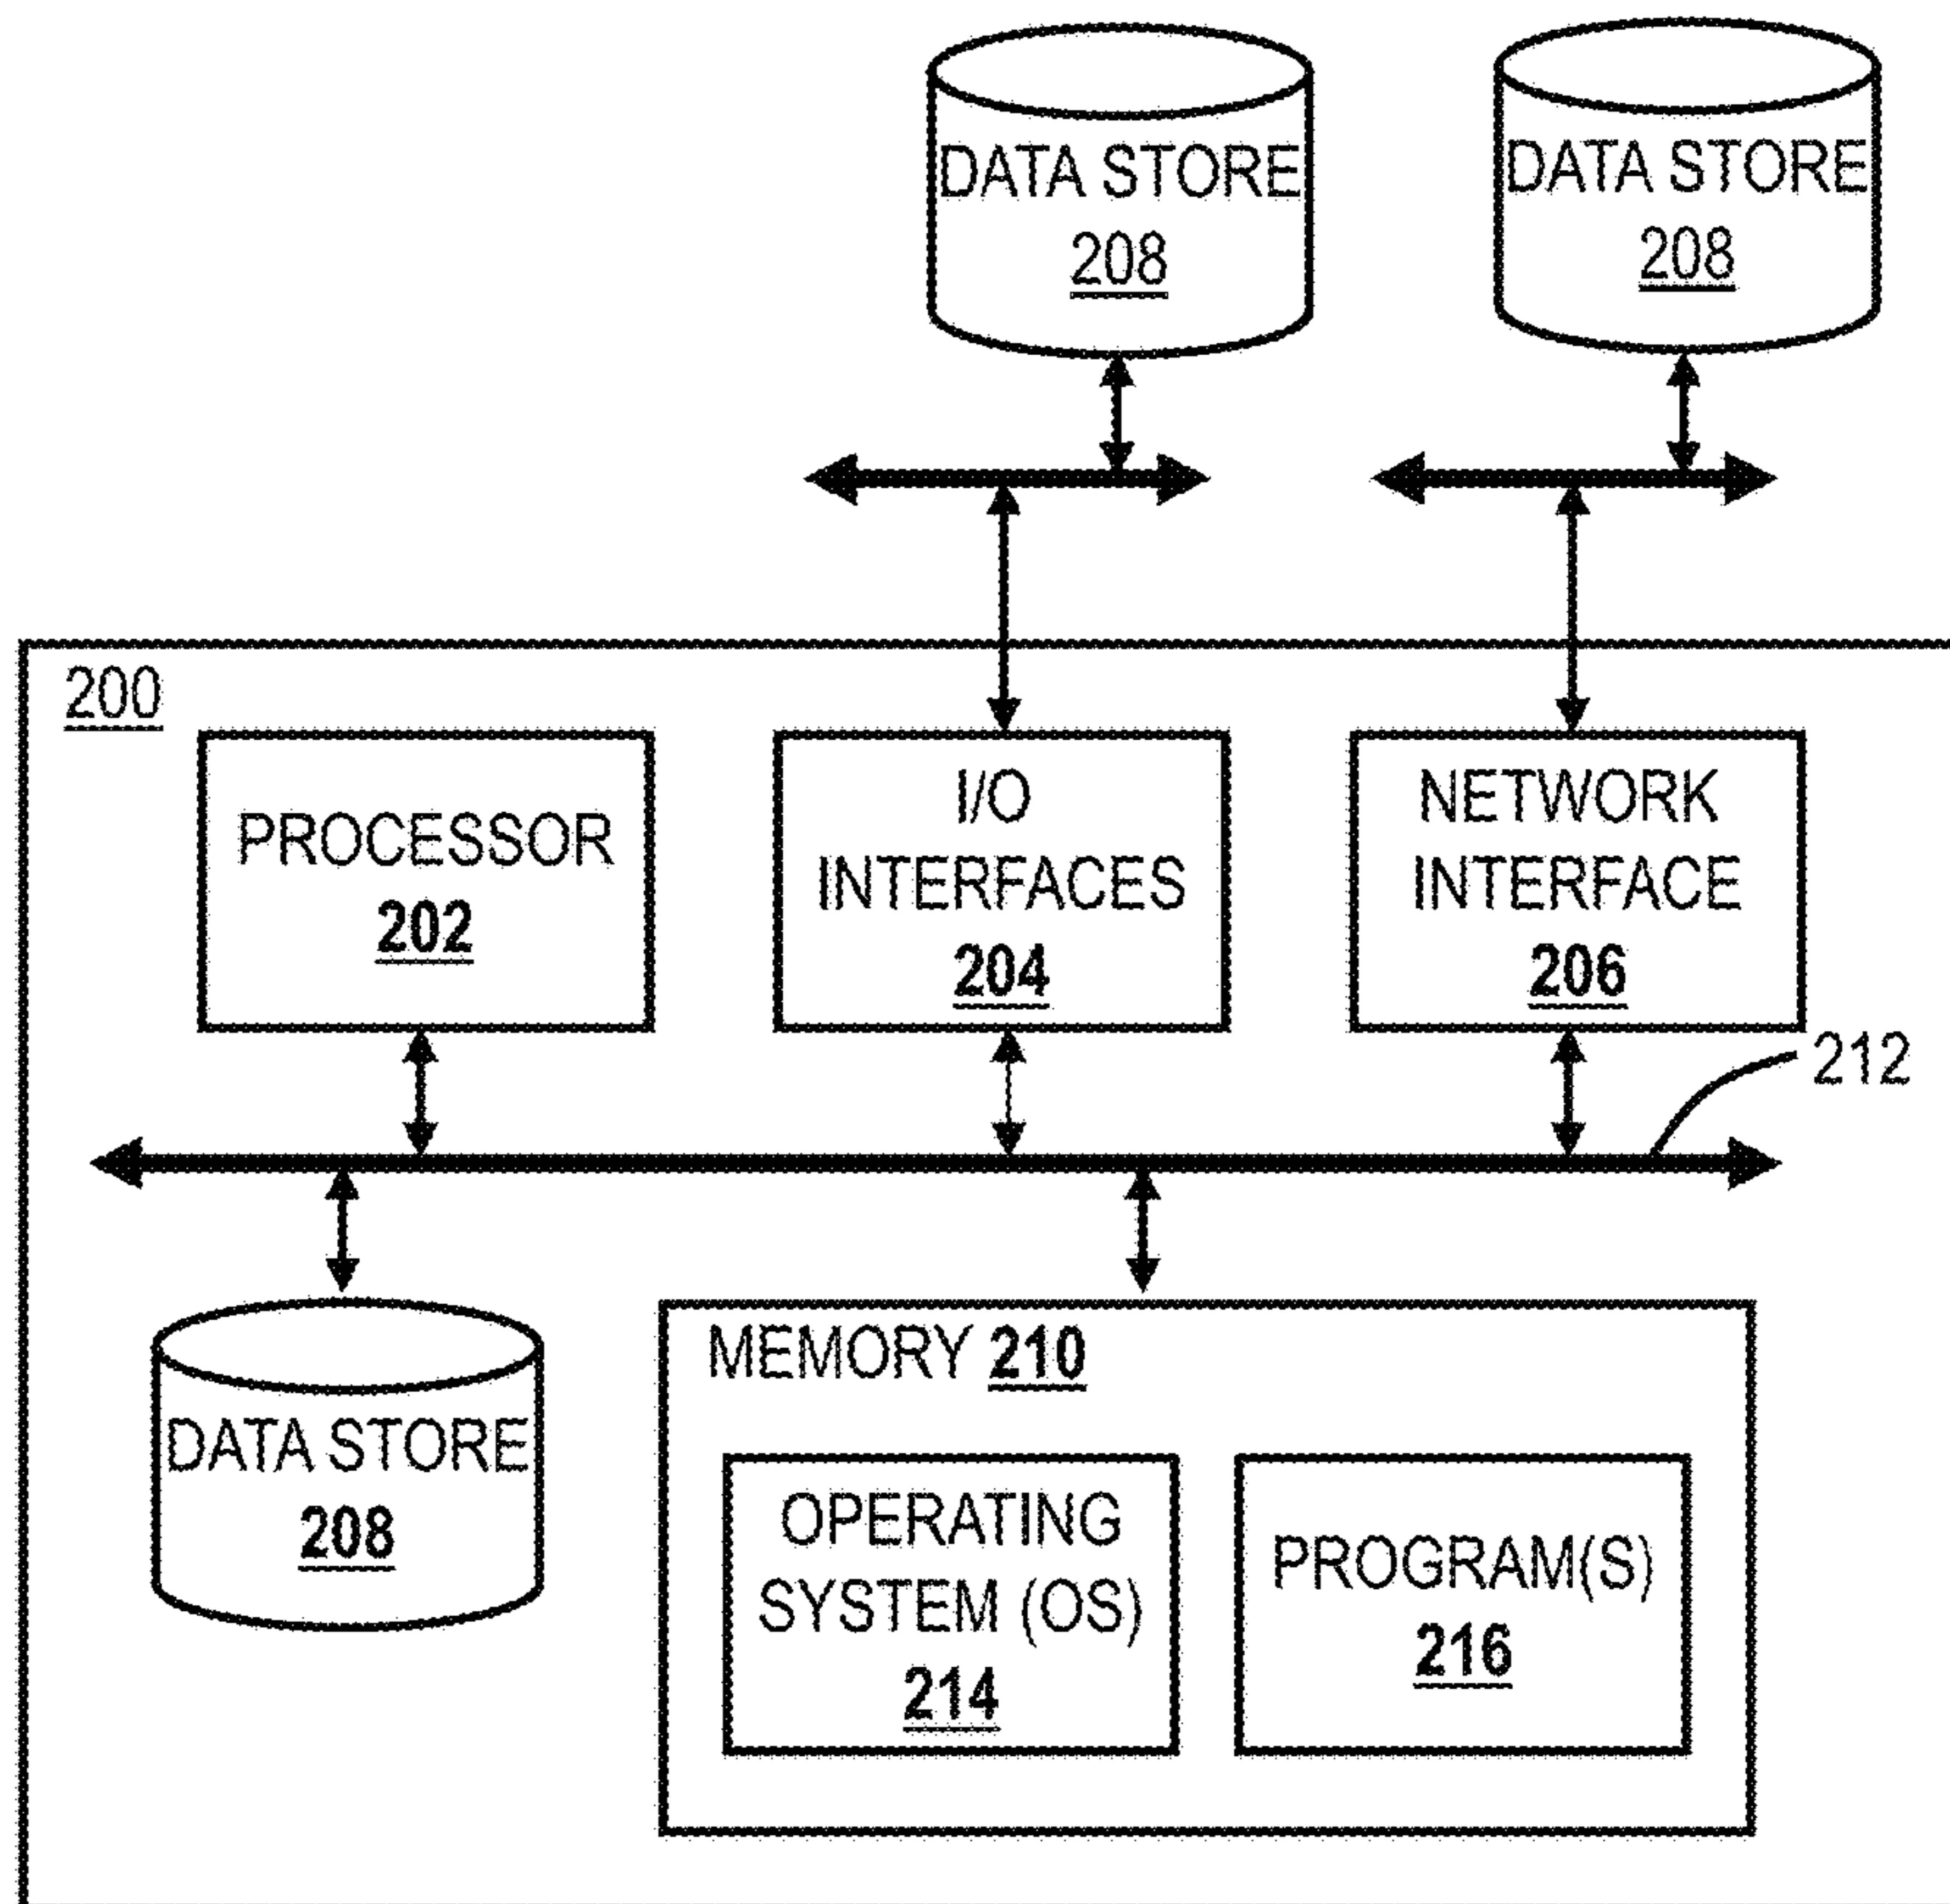 DATA STORE
208
DATA STORE
208
200
PROCESSOR
202
I/O
INTERFACES
204
NETWORK
INTERFACE
206
212
DATA STORE
208
MEMORY 210
OPERATING
SYSTEM (OS)
214
PROGRAM(S)
216